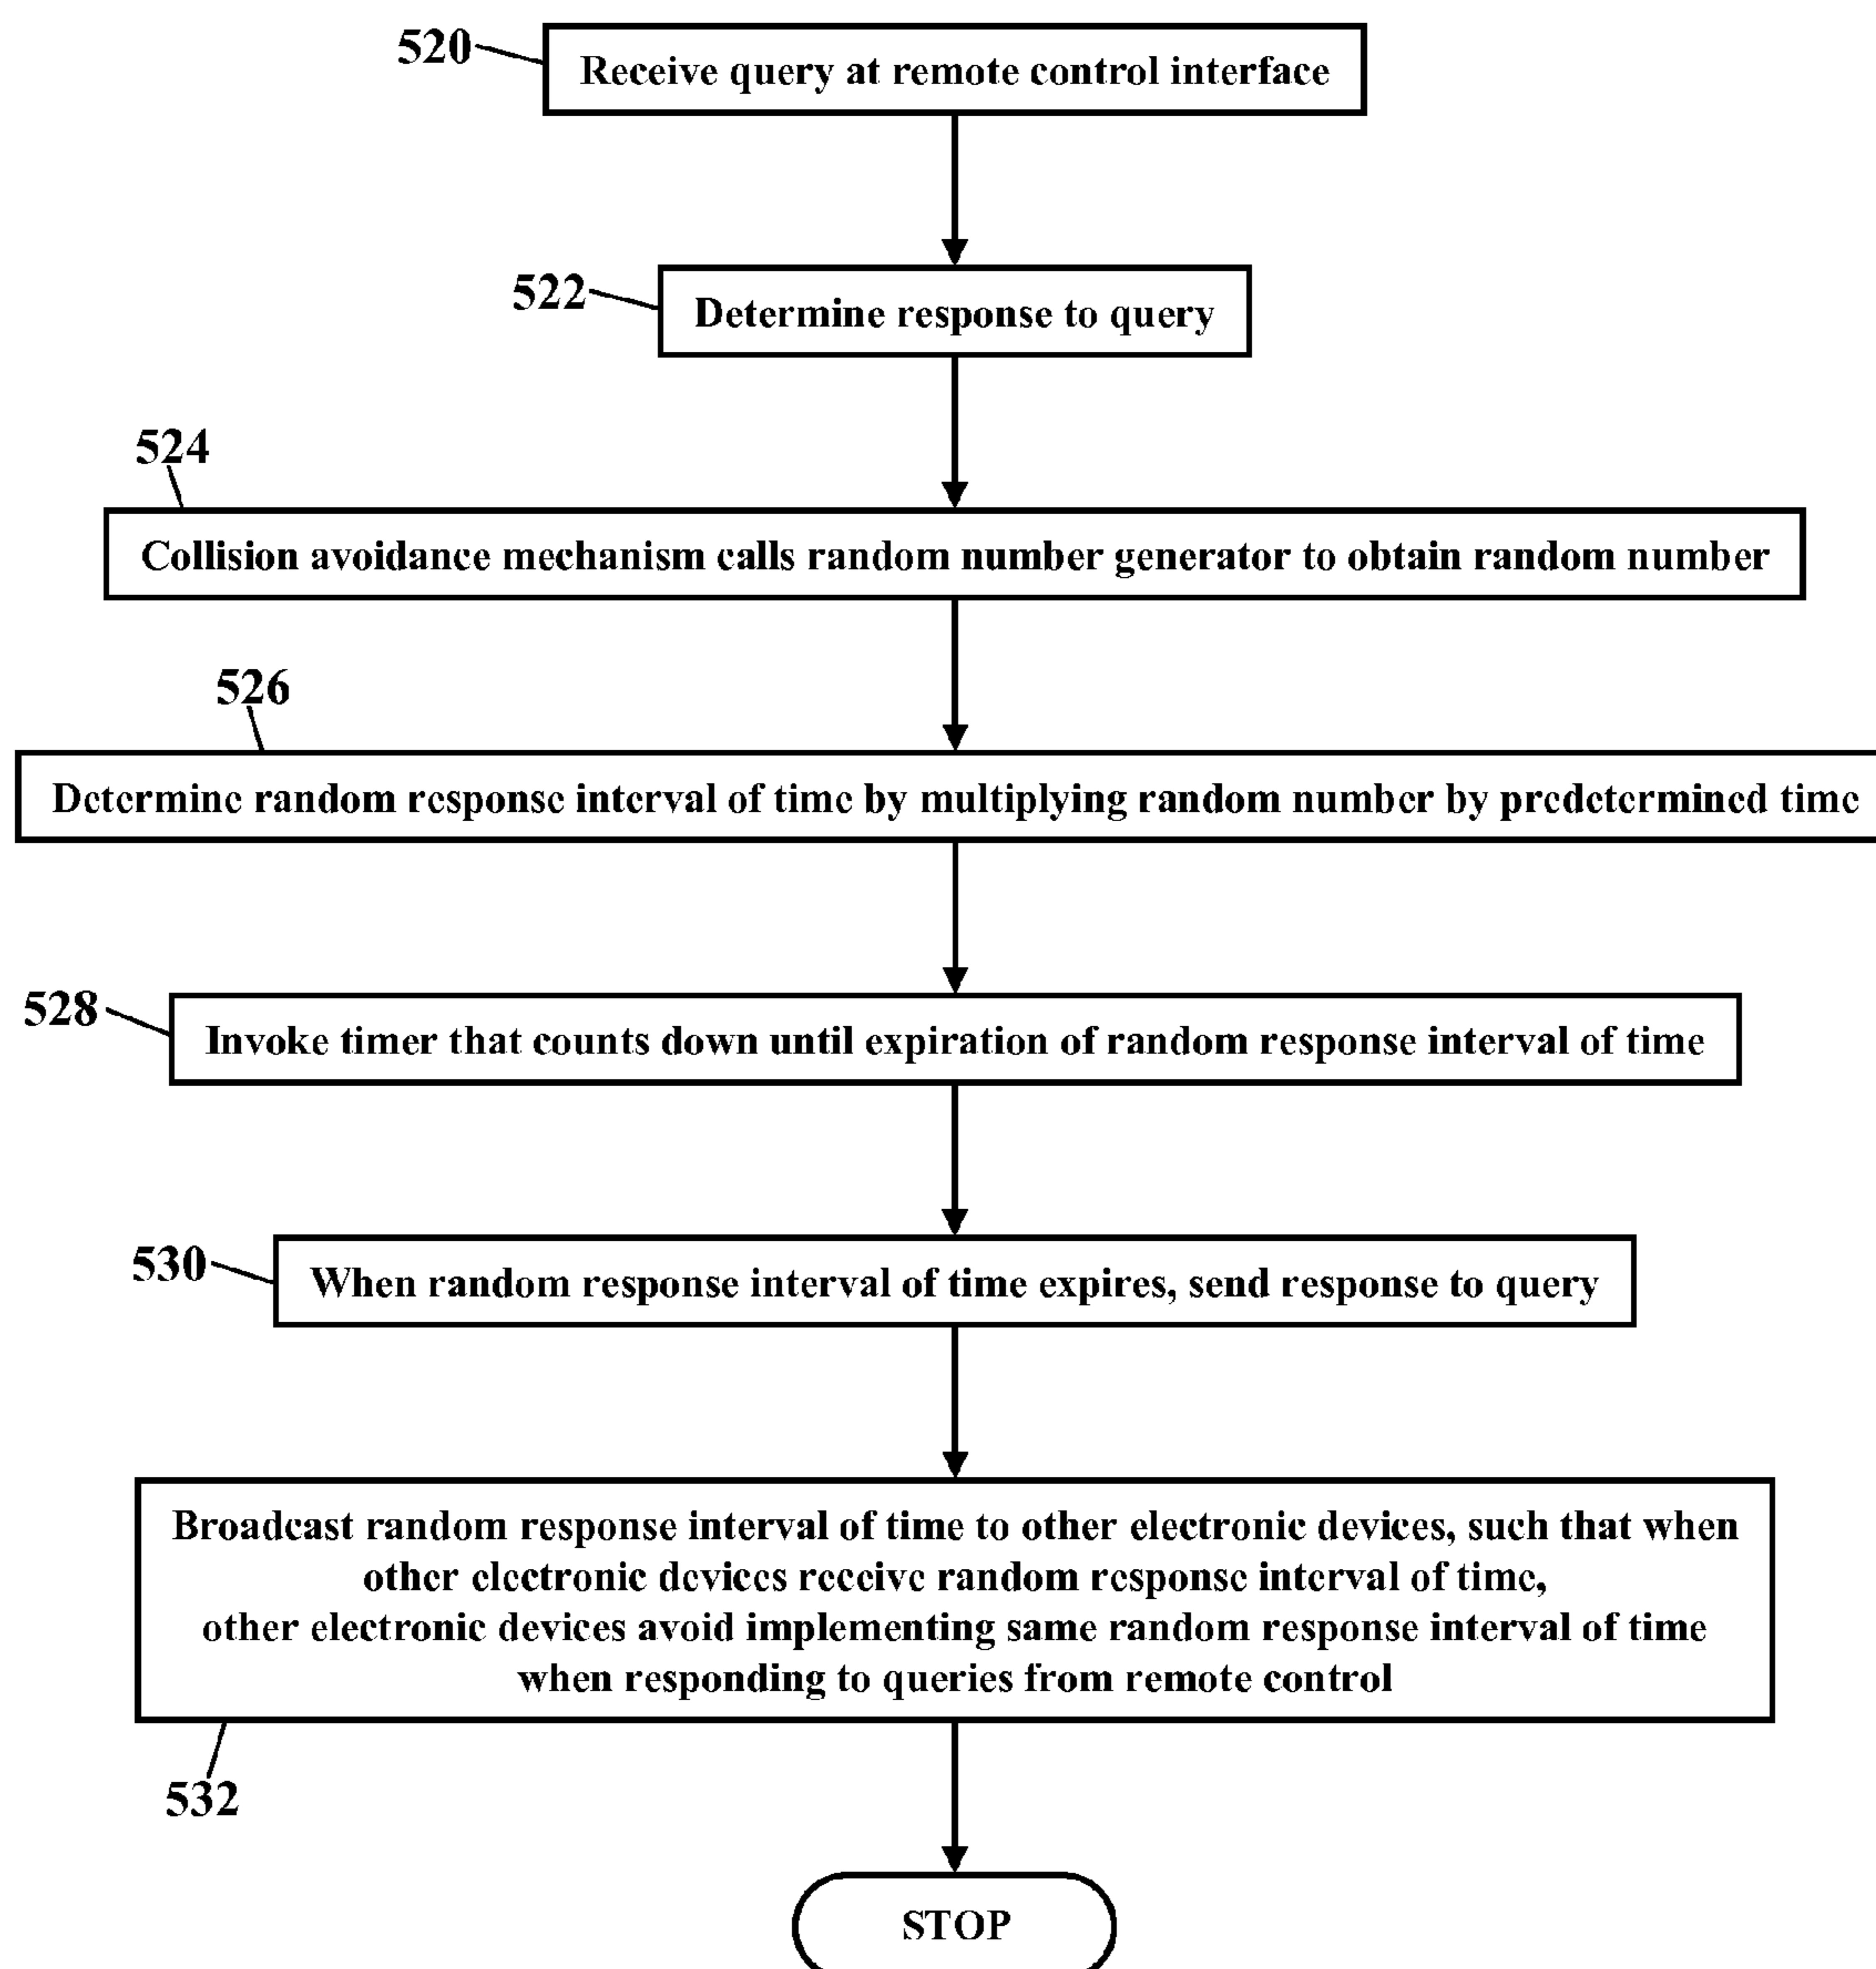 520
Receive query at remote control interface
522
Determine response to query
524
Collision avoidance mechanism calls random number generator to obtain random number
526
Determine random response interval of time by multiplying random number by predetermined time
528
Invoke timer that counts down until expiration of random response interval of time
530
When random response interval of time expires, send response to query
Broadcast random response interval of time to other electronic devices, such that when
other electronic devices receive random response interval of time,
other electronic devices avoid implementing same random response interval of time
when responding to queries from remote control
532
STOP